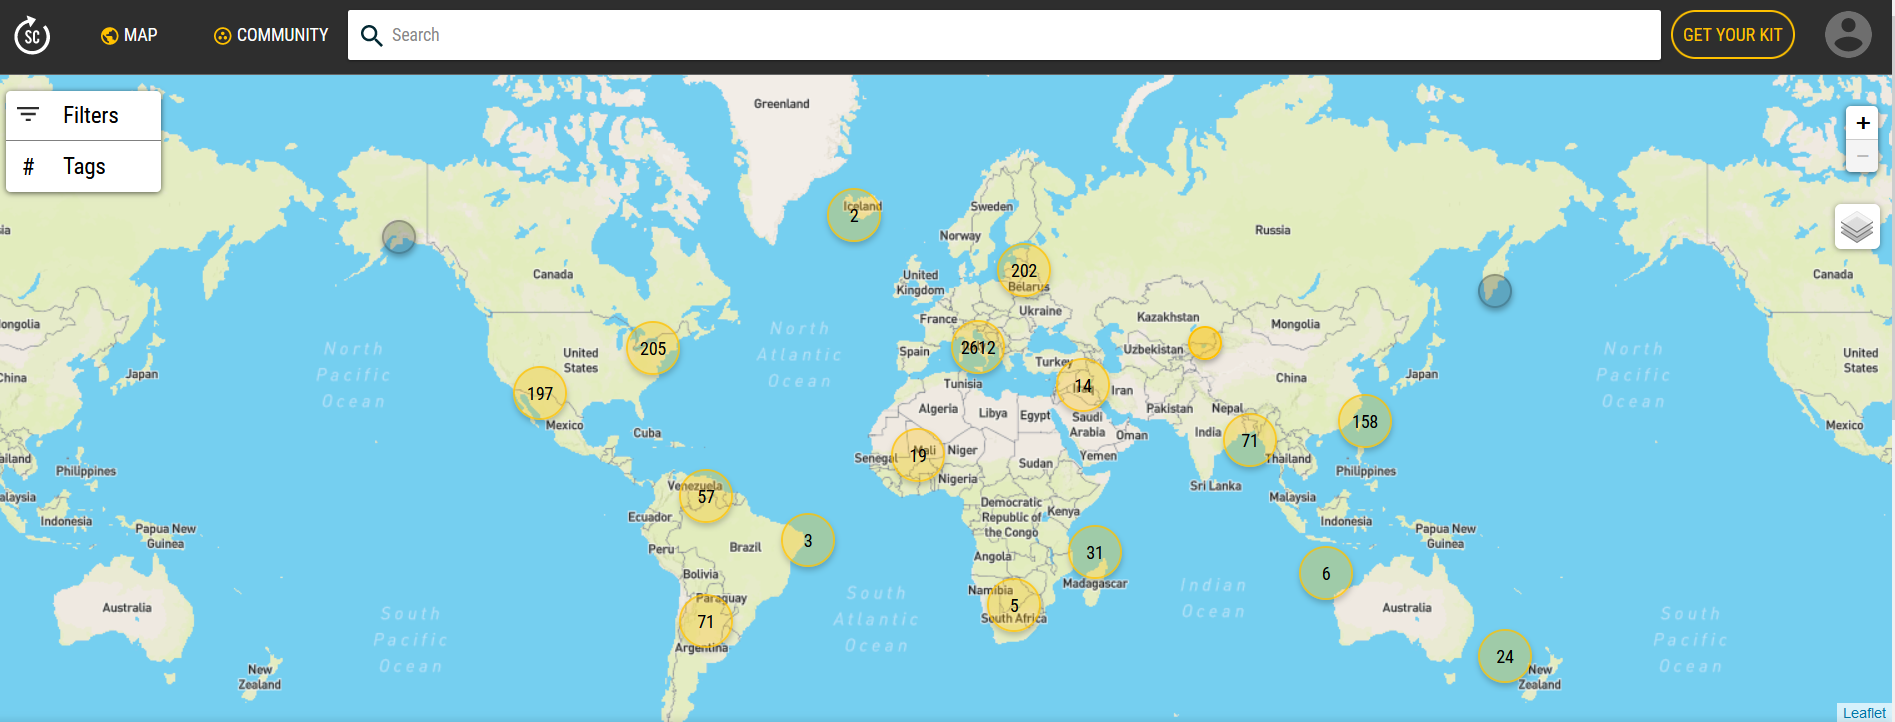 SC
MAP
COMMUNITY
Search
GET YOUR KIT
Filters
# Tags
+
−
Greenland
Iceland
2
Sweden
Norway
Russia
Canada
Canada
United
Kingdom
202
Belarus
Ukraine
France
Kazakhstan
Mongolia
ongolia
ia
North
Pacific
Ocean
North
Atlantic
Ocean
North
Pacific
Ocean
205
United
States
United
States
2612
Spain
Turkey
Uzbekistan
China
China
Japan
Japan
197
Mexico
Mexico
Cuba
Tunisia
14
Iraq
Iran
Algeria
Libya
Egypt
Saudi
Arabia
Oman
Pakistan
Nepal
India
71
158
Thailand
ailand
Philippines
Philippines
Senegal
19
Mali
Niger
Nigeria
Sudan
Yemen
Sri Lanka
Malaysia
alaysia
Indonesia
Indonesia
Papua New
Guinea
Papua New
Guinea
Venezuela
57
Ecuador
Peru
Brazil
3
Bolivia
Paraguay
71
Argentina
Democratic
Republic of
the Congo
Kenya
Angola
31
Madagascar
Namibia
5
South Africa
South
Pacific
Ocean
South
Atlantic
Ocean
Indian
Ocean
South
Pacific
Ocean
6
Australia
Australia
24
New
Zealand
New
Zealand
Leaflet